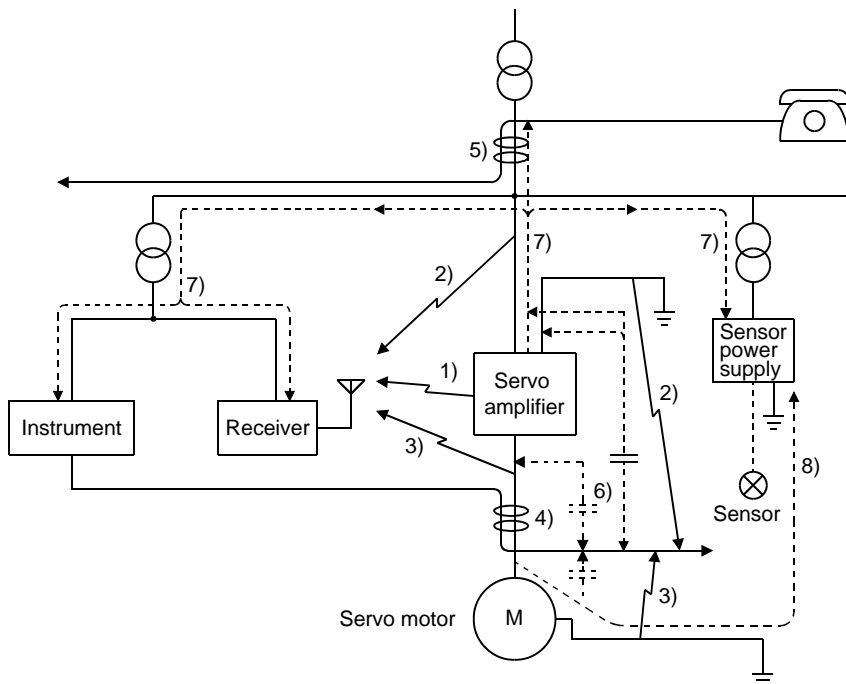 5)
7)
7)
2)
7)
Sensor
power
supply
1)
Servo
amplifier
2)
Instrument
Receiver
3)
8)
6)
4)
Sensor
3)
Servo motor
M